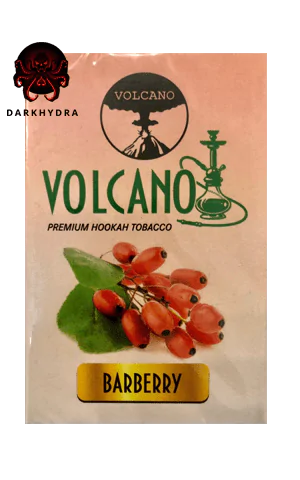 DARKHYDRA
VOLCANO
VOLCANO
PREMIUM HOOKAH TOBACCO
BARBERRY